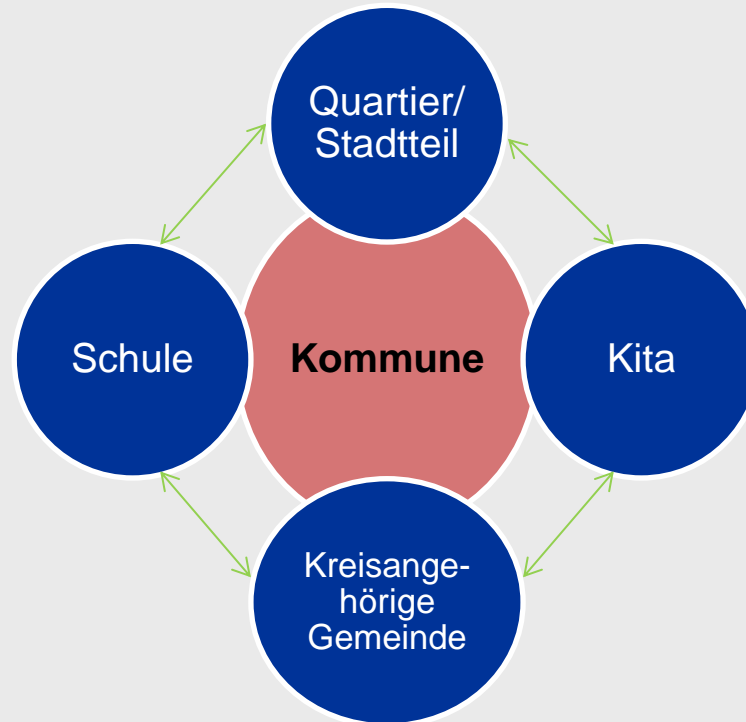 Quartier/
Stadtteil
Schule
Kommune
Kita
Kreisange-
hörige
Gemeinde